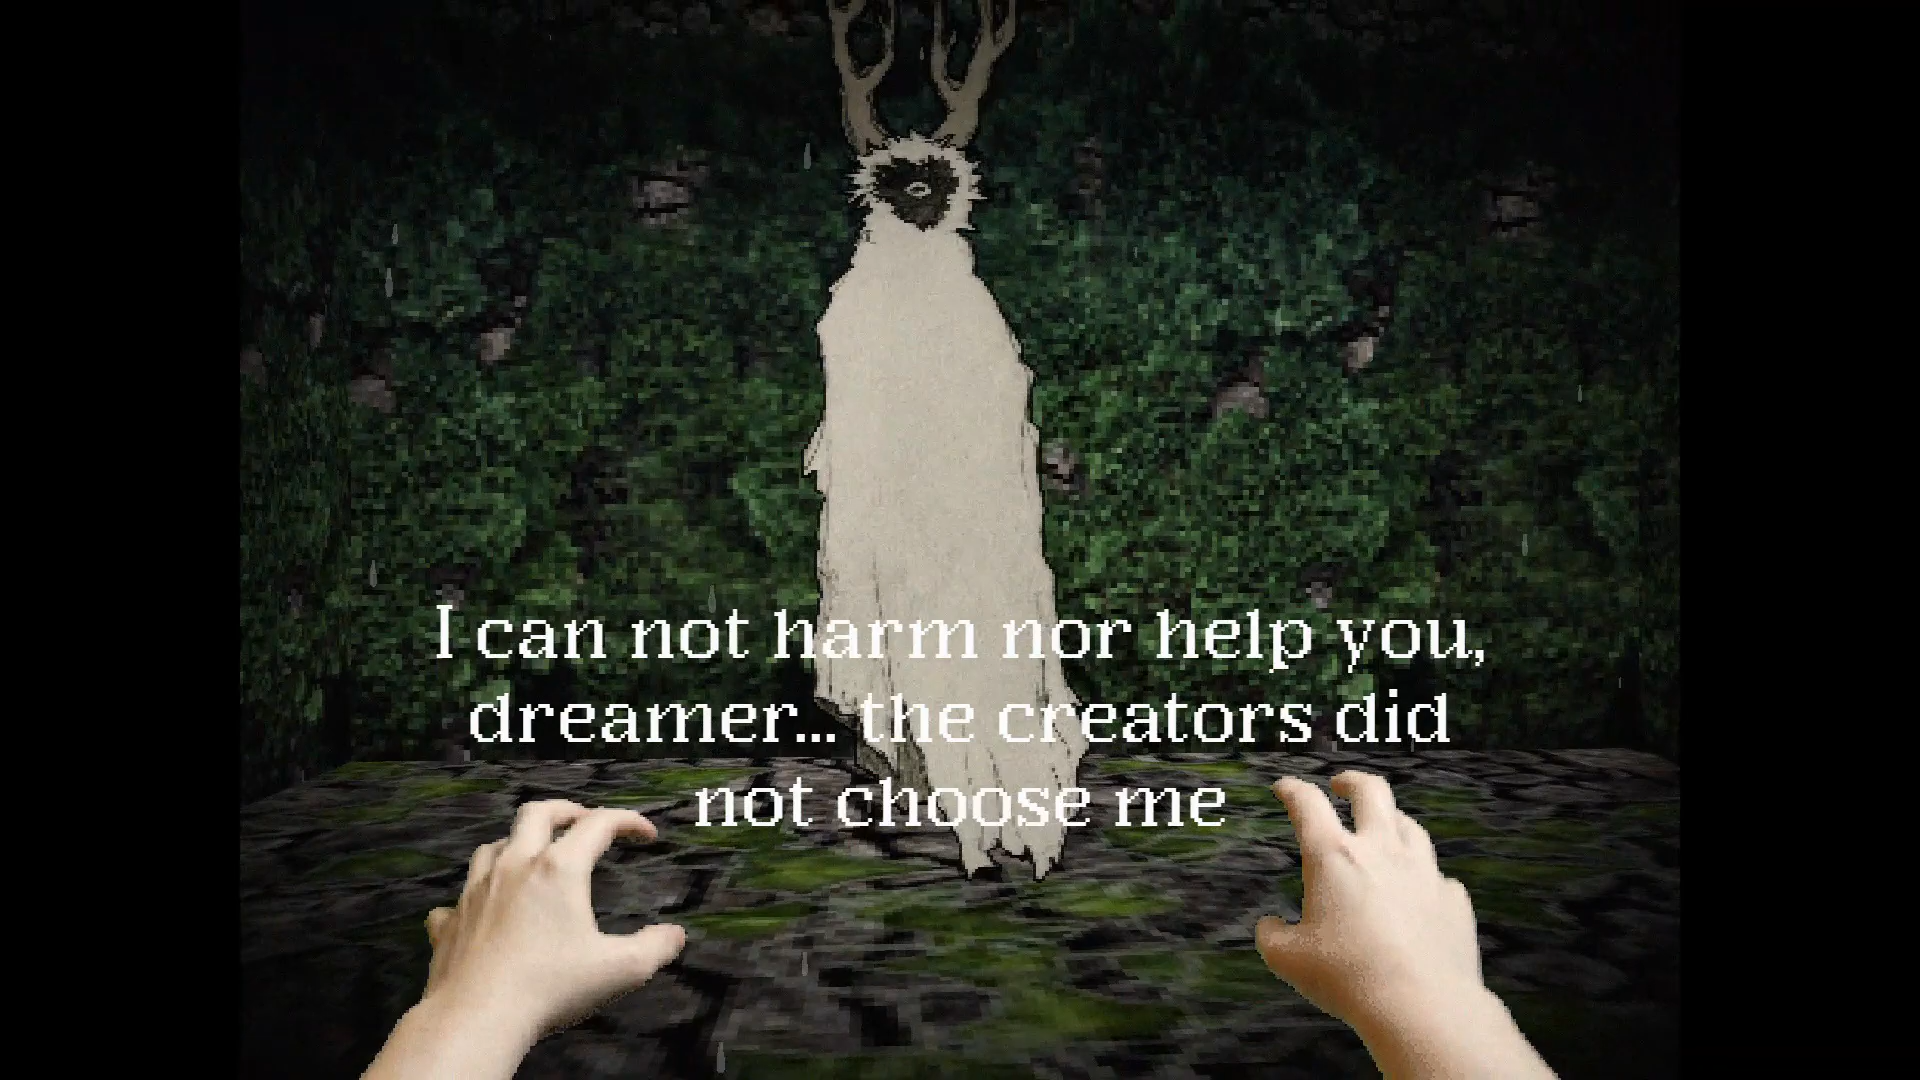 I can not harm nor help you,
dreamer... the creators did
not choose me